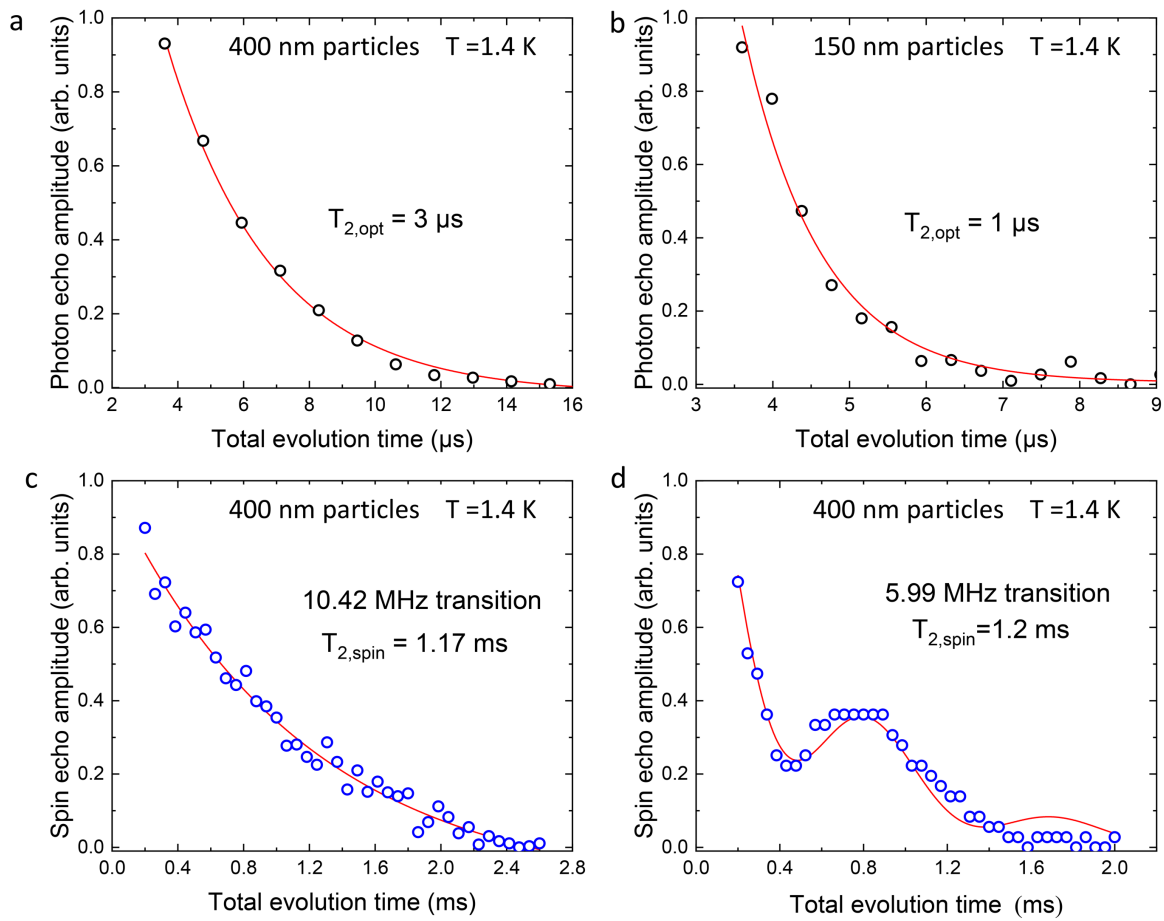 a
400 nm particles T =1.4 K
T2,opt = 3 µs
Photon echo amplitude (arb. units)
1.0
0.8
0.6
0.4
0.2
0.0
2 4 6 8 10 12 14 16
Total evolution time (µs)
b
150 nm particles T =1.4 K
T2,opt = 1 µs
Photon echo amplitude (arb. units)
1.0
0.8
0.6
0.4
0.2
0.0
3 4 5 6 7 8 9
Total evolution time (µs)
c
400 nm particles T =1.4 K
10.42 MHz transition
T2,spin = 1.17 ms
Spin echo amplitude (arb. units)
1.0
0.8
0.6
0.4
0.2
0.0
0.0 0.4 0.8 1.2 1.6 2.0 2.4 2.8
Total evolution time (ms)
d
400 nm particles T =1.4 K
5.99 MHz transition
T2,spin=1.2 ms
Spin echo amplitude (arb. units)
1.0
0.8
0.6
0.4
0.2
0.0
0.0 0.4 0.8 1.2 1.6 2.0
Total evolution time (ms)